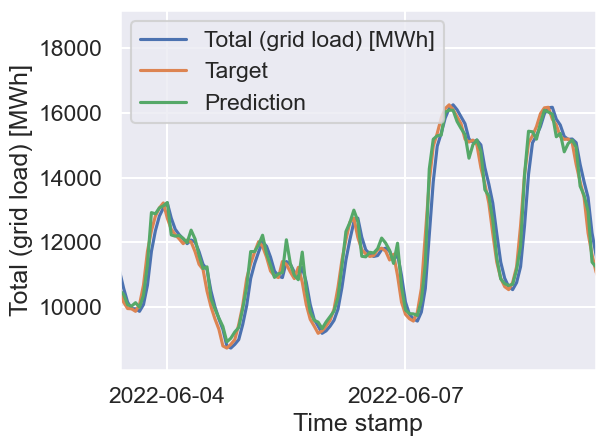 Total (grid load) [MWh]
Target
Prediction
18000
16000
14000
12000
10000
Total (grid load) [MWh]
2022-06-04
2022-06-07
Time stamp